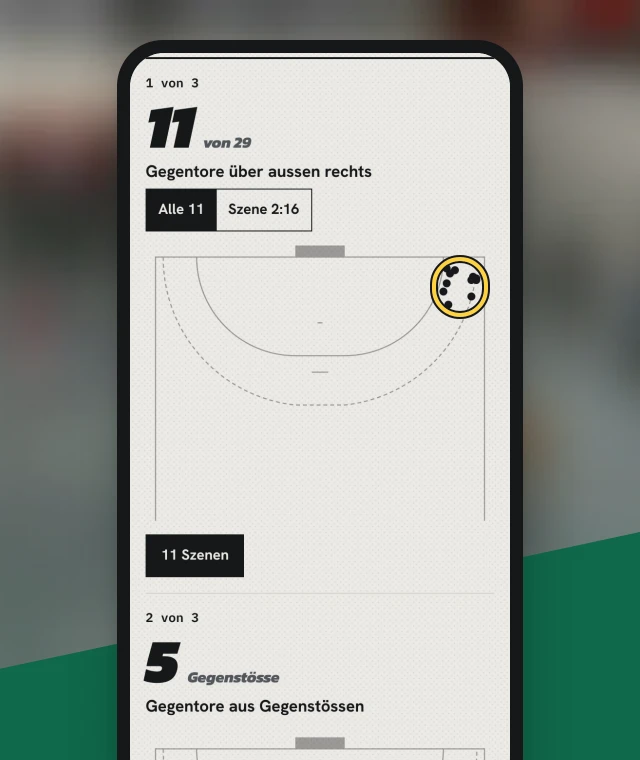 1 von 3
11 von 29
Gegentore über aussen rechts
Alle 11 Szene 2:16
11 Szenen
2 von 3
5 Gegenstösse
Gegentore aus Gegenstössen